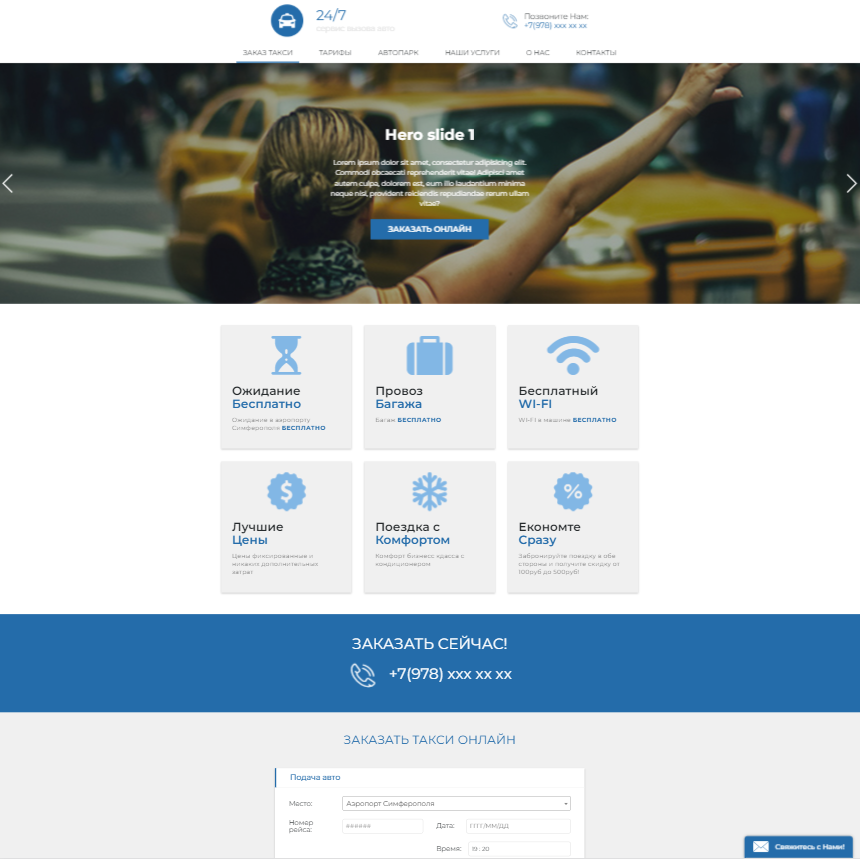 24/7
сервис вызова авто
Позвоните Нам:
+7(978) xxx xx xx
ЗАКАЗ ТАКСИ ТАРИФЫ АВТОПАРК НАШИ УСЛУГИ О НАС КОНТАКТЫ
Hero slide 1
Lorem ipsum dolor sit amet, consectetur adipisicing elit.
Commodi obcaecati reprehenderit vitae! Adipisci amet
autem culpa, dolorem est, eum illo laudantium minima
neque nisi, provident reiciendis repudiandae rerum ullam
vitae?
ЗАКАЗАТЬ ОНЛАЙН
Ожидание
Бесплатно
Ожидание в аэропорту
Симферополя БЕСПЛАТНО
Провоз
Багажа
Багаж БЕСПЛАТНО
Бесплатный
WI-FI
WI-FI в машине БЕСПЛАТНО
Лучшие
Цены
Цены фиксированные и
никаких дополнительных
затрат
Поездка с
Комфортом
Комфорт бизнесс класса с
кондиционером
Економте
Сразу
Забронируйте поездку в обе
стороны и получите скидку от
100руб до 500руб!
ЗАКАЗАТЬ СЕЙЧАС!
+7(978) xxx xx xx
ЗАКАЗАТЬ ТАКСИ ОНЛАЙН
Подача авто
Место: Аэропорт Симферополя
Номер
рейса: ###### Дата: ГГГГ/ММ/ДД
Время: 19 : 20
Свяжитесь с Нами!